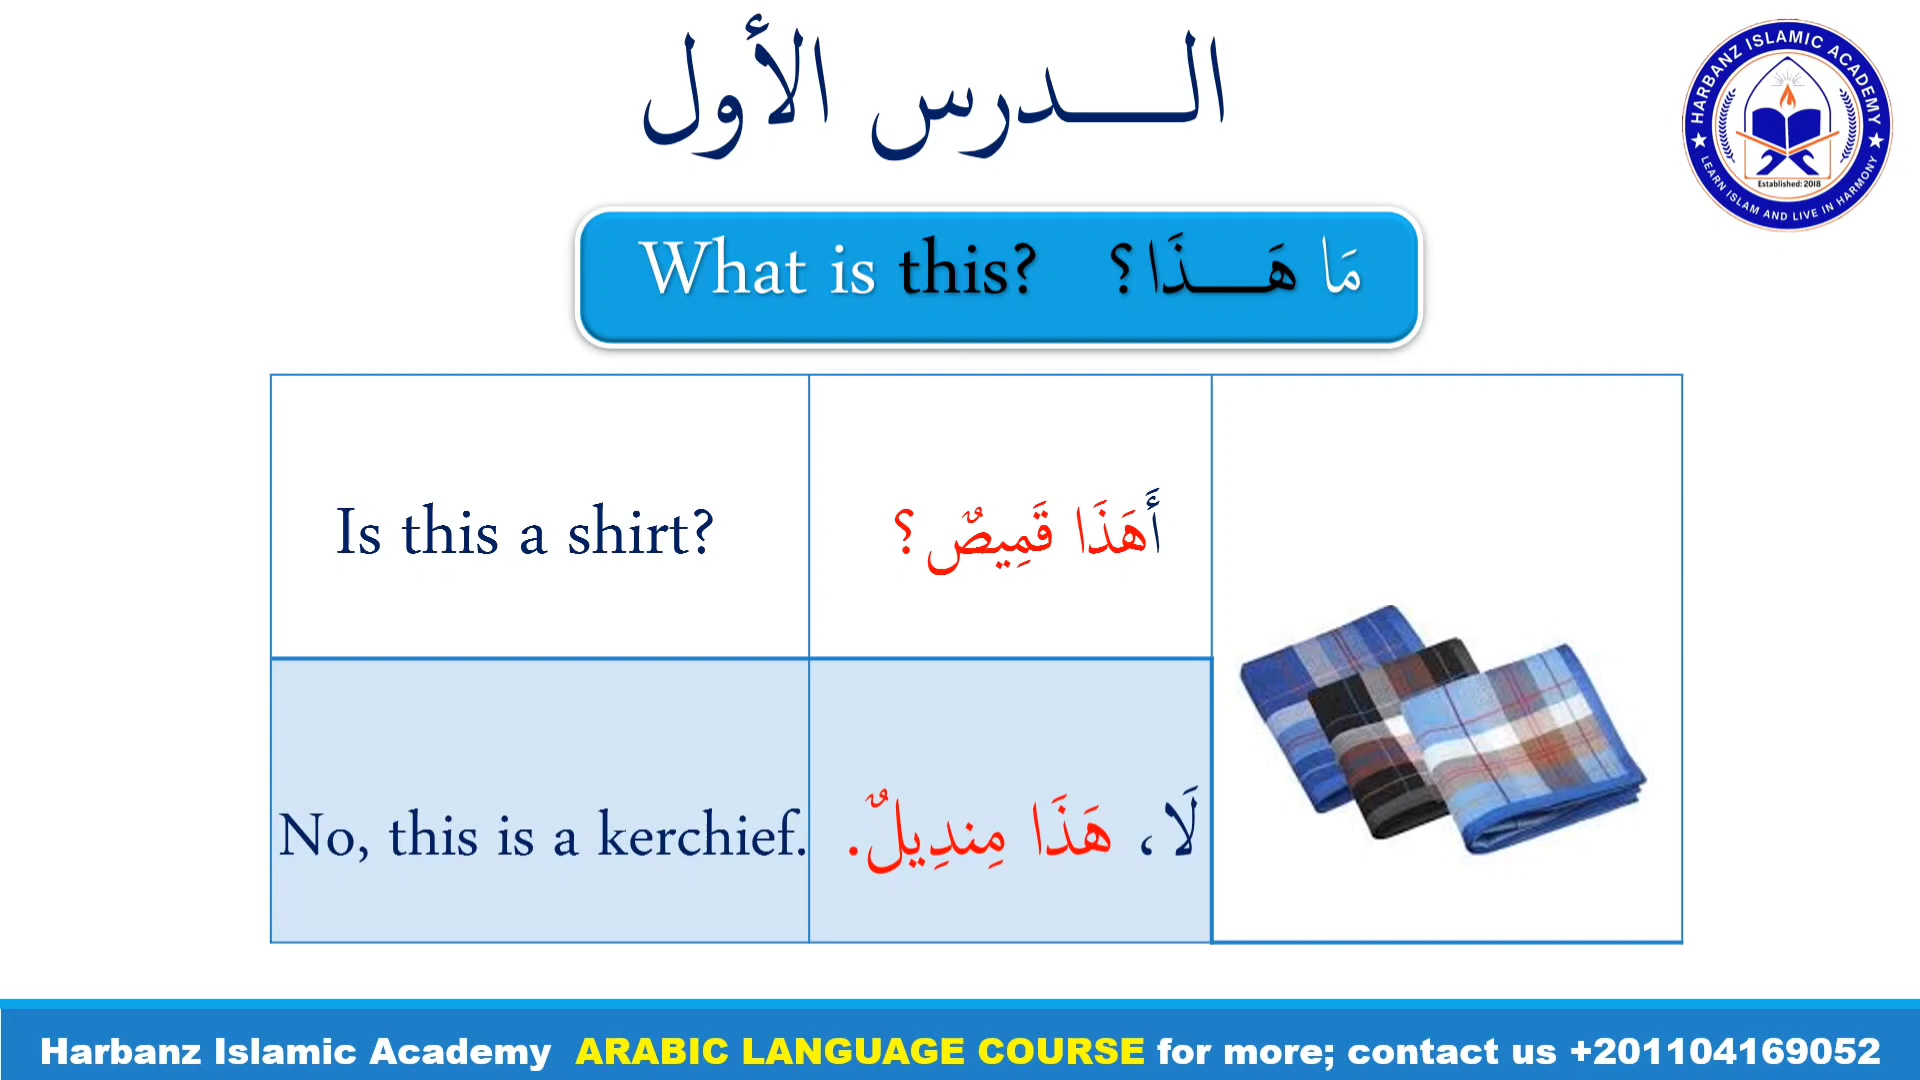 الـــدرس الأول
HARBANZ ISLAMIC ACADEMY
Established: 2018
LEARN ISLAM AND LIVE IN HARMONY
What is this? مَا هَـــذَا؟
Is this a shirt? أَهَذَا قَمِيصٌ؟
No, this is a kerchief. لَا، هَذَا مِندِيلٌ.
Harbanz Islamic Academy ARABIC LANGUAGE COURSE for more; contact us +201104169052